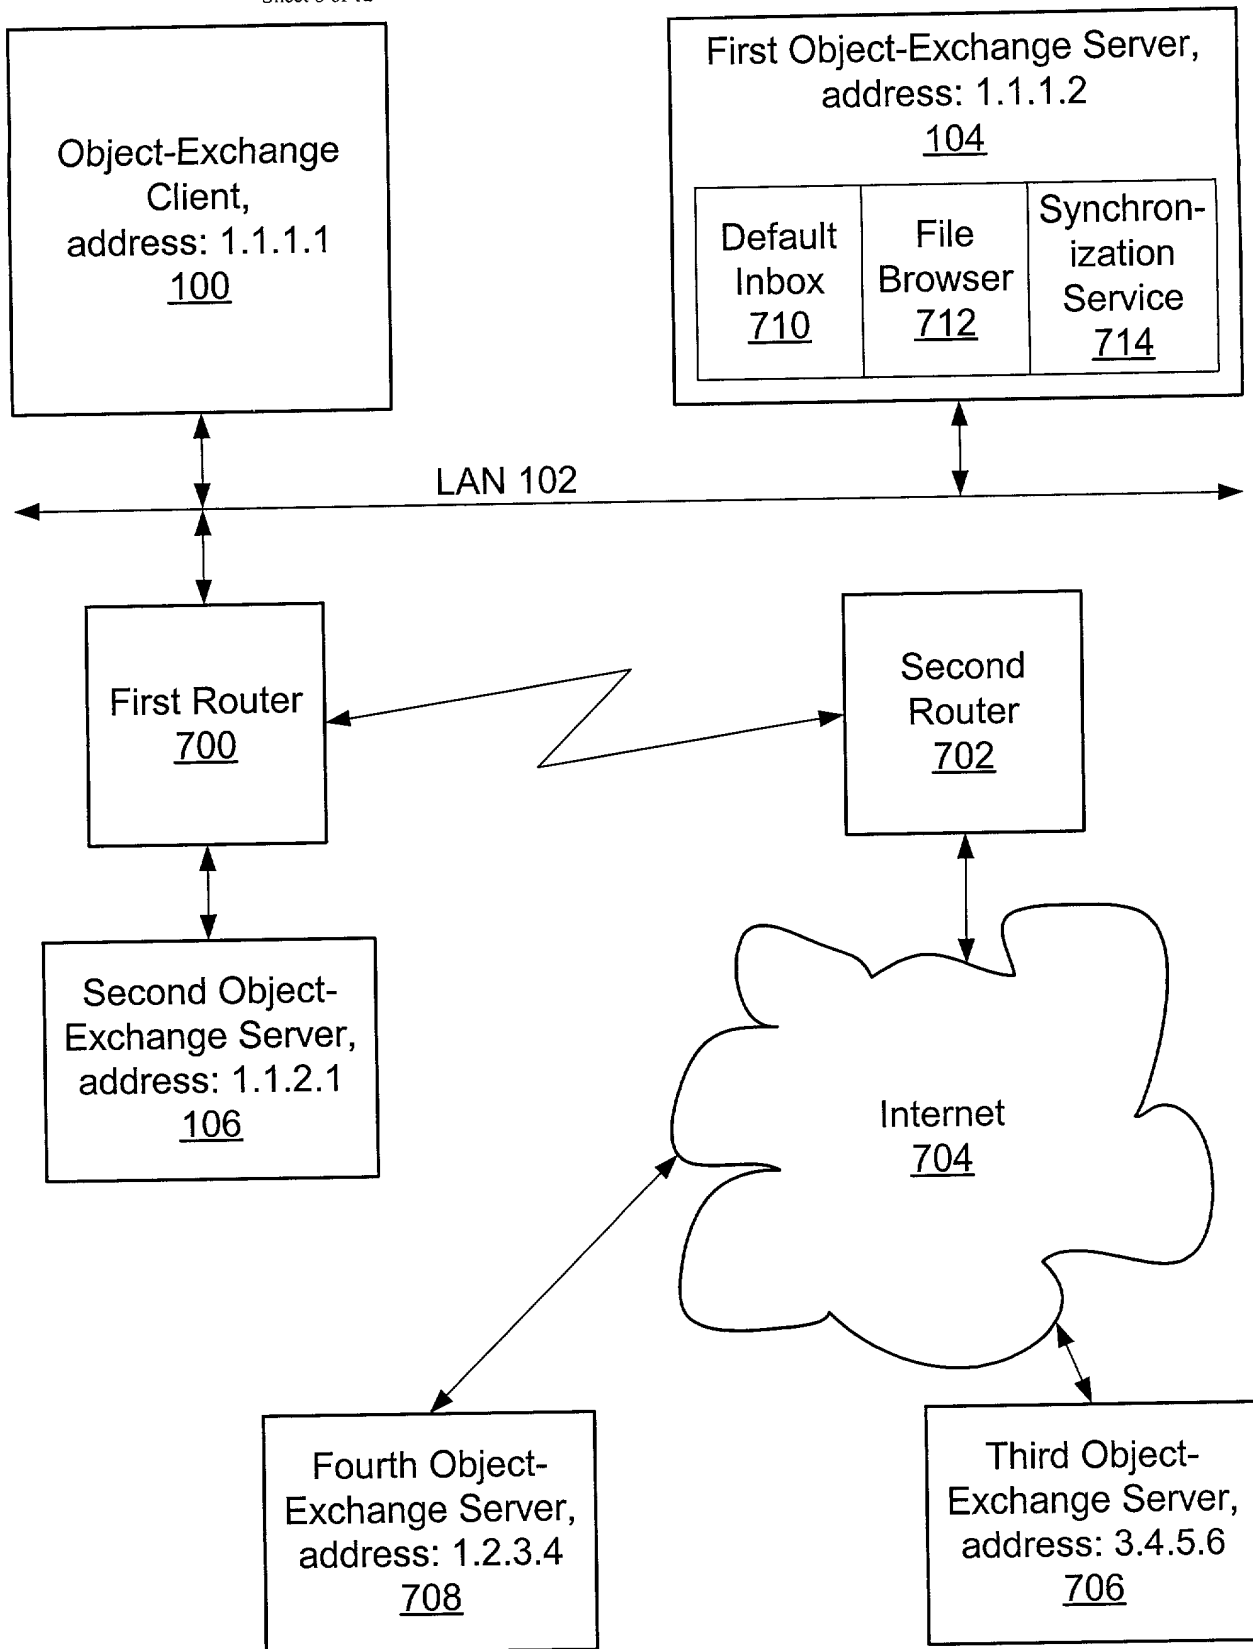 Object-Exchange
Client,
address: 1.1.1.1
100
First Object-Exchange Server,
address: 1.1.1.2
104
Default
Inbox
710
File
Browser
712
Synchron-
ization
Service
714
LAN 102
First Router
700
Second
Router
702
Second Object-
Exchange Server,
address: 1.1.2.1
106
Internet
704
Fourth Object-
Exchange Server,
address: 1.2.3.4
708
Third Object-
Exchange Server,
address: 3.4.5.6
706